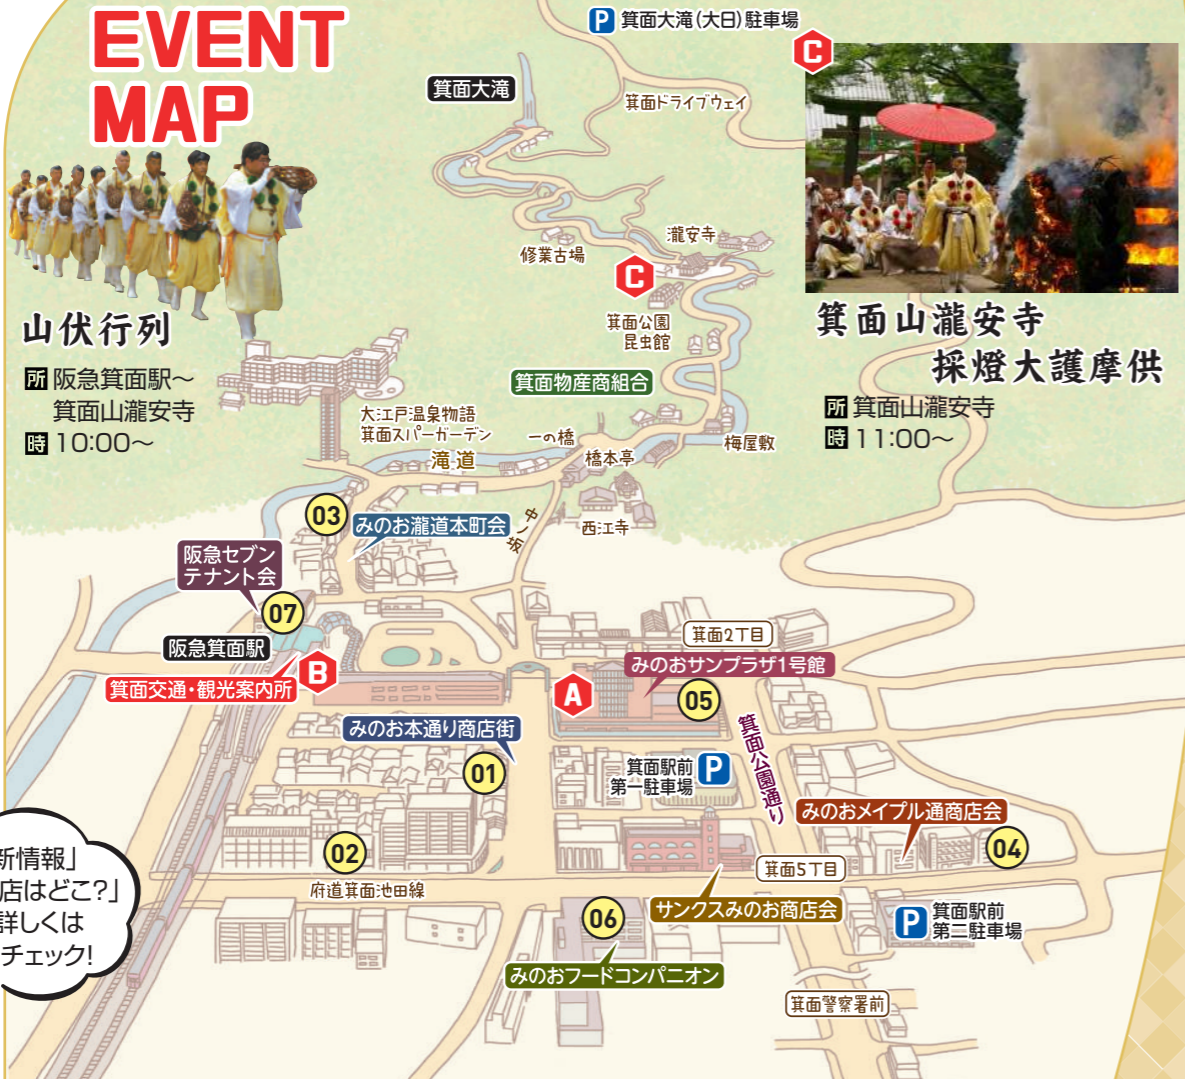 EVENT
MAP
P 箕面大滝(大日)駐車場
C
箕面大滝
箕面ドライブウェイ
修業古場
瀧安寺
C
箕面公園
昆虫館
山伏行列
所 阪急箕面駅〜
箕面山瀧安寺
時 10:00〜
箕面山瀧安寺
採燈大護摩供
所 箕面山瀧安寺
時 11:00〜
箕面物産商組合
大江戸温泉物語
箕面スパーガーデン
滝道
一の橋
橋本亭
梅屋敷
西江寺
中ノ坂
03
みのお瀧道本町会
阪急セブン
テナント会
07
阪急箕面駅
B
箕面交通・観光案内所
箕面2丁目
みのおサンプラザ1号館
A
05
みのお本通り商店街
01
箕面駅前
第一駐車場
P
箕面公園通り
みのおメイプル通商店会
04
02
箕面5丁目
府道箕面池田線
サンクスみのお商店会
06
P
箕面駅前
第二駐車場
みのおフードコンパニオン
箕面警察署前
新情報」
店はどこ?」
詳しくは
チェック!